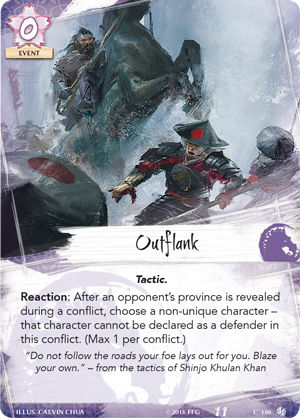 0
EVENT
Outflank
Tactic.
Reaction: After an opponent's province is revealed
during a conflict, choose a non-unique character –
that character cannot be declared as a defender in
this conflict. (Max 1 per conflict.)
"Do not follow the roads your foe lays out for you. Blaze
your own." – from the tactics of Shinjo Khulan Khan
ILLUS. CALVIN CHUA
©2018 FFG
11